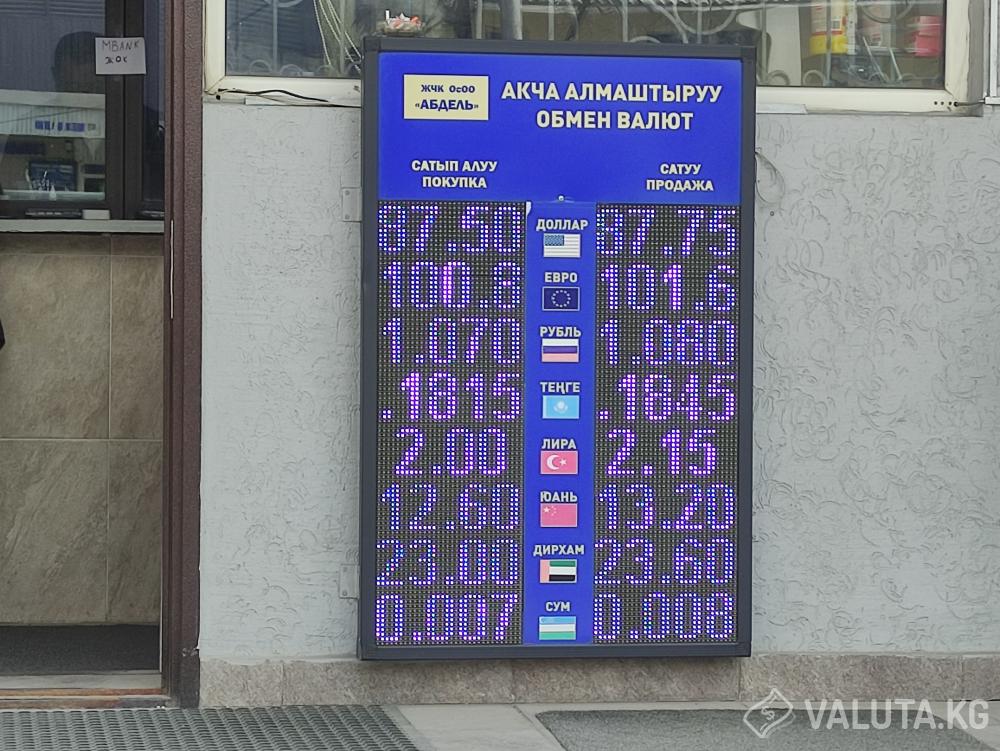 MBANK
ЖОК
ЖЧК ОсОО
«АБДЕЛЬ»
АКЧА АЛМАШТЫРУУ
ОБМЕН ВАЛЮТ
САТЫП АЛУУ
ПОКУПКА
САТУУ
ПРОДАЖА
87.50 ДОЛЛАР 87.75
100.8 ЕВРО 101.6
1.070 РУБЛЬ 1.080
.1815 ТЕҢГЕ .1845
2.00 ЛИРА 2.15
12.60 ЮАНЬ 13.20
23.00 ДИРХАМ 23.60
0.007 СУМ 0.008
VALUTA.KG